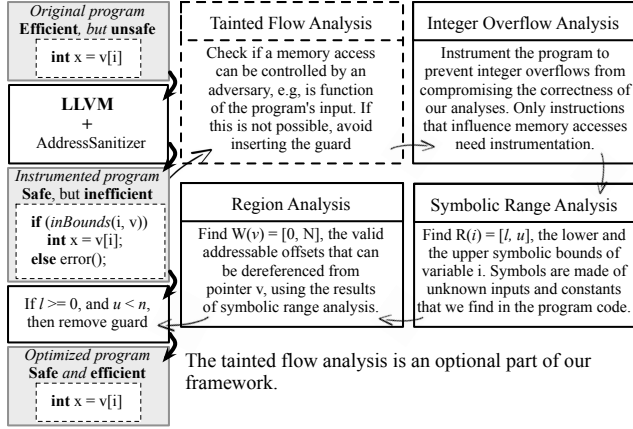 Original program
Efficient, but unsafe
int x = v[i]
LLVM
+
AddressSanitizer
Instrumented program
Safe, but inefficient
if (inBounds(i, v))
int x = v[i];
else error();
If l >= 0, and u < n,
then remove guard
Optimized program
Safe and efficient
int x = v[i]
Tainted Flow Analysis
Check if a memory access
can be controlled by an
adversary, e.g, is function
of the program's input. If
this is not possible, avoid
inserting the guard
Integer Overflow Analysis
Instrument the program to
prevent integer overflows from
compromising the correctness of
our analyses. Only instructions
that influence memory accesses
need instrumentation.
Region Analysis
Find W(v) = [0, N], the valid
addressable offsets that can
be dereferenced from
pointer v, using the results
of symbolic range analysis.
Symbolic Range Analysis
Find R(i) = [l, u], the lower and
the upper symbolic bounds of
variable i. Symbols are made of
unknown inputs and constants
that we find in the program code.
The tainted flow analysis is an optional part of our
framework.